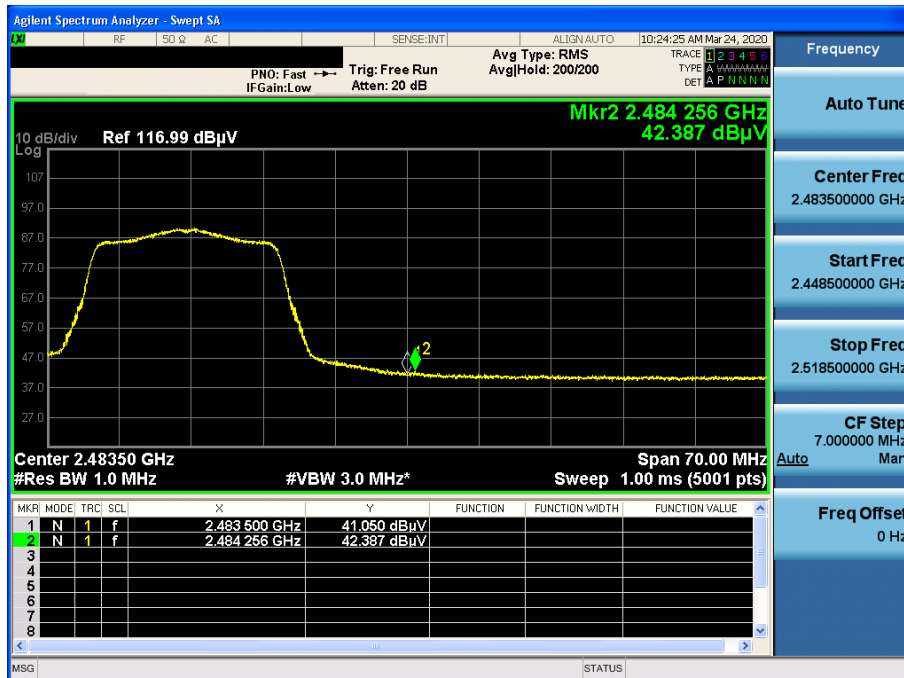 Agilent Spectrum Analyzer - Swept SA
LXI RF 50 Ω AC SENSE:INT ALIGN AUTO 10:24:25 AM Mar 24, 2020
PNO: Fast Trig: Free Run Avg Type: RMS TRACE 1 2 3 4 5 6
IFGain:Low Atten: 20 dB Avg|Hold: 200/200 TYPE A WWWWW
DET A P N N N N
Mkr2 2.484 256 GHz
42.387 dBµV
10 dB/div Ref 116.99 dBµV
Log
107
97.0
87.0
77.0
67.0
57.0
47.0
37.0
27.0
2
Center 2.48350 GHz Span 70.00 MHz
#Res BW 1.0 MHz #VBW 3.0 MHz* Sweep 1.00 ms (5001 pts)
MKR MODE TRC SCL X Y FUNCTION FUNCTION WIDTH FUNCTION VALUE
1 N 1 f 2.483 500 GHz 41.050 dBµV
2 N 1 f 2.484 256 GHz 42.387 dBµV
3
4
5
6
7
8
MSG STATUS
Frequency
Auto Tune
Center Freq
2.483500000 GHz
Start Freq
2.448500000 GHz
Stop Freq
2.518500000 GHz
CF Step
7.000000 MHz
Auto Man
Freq Offset
0 Hz